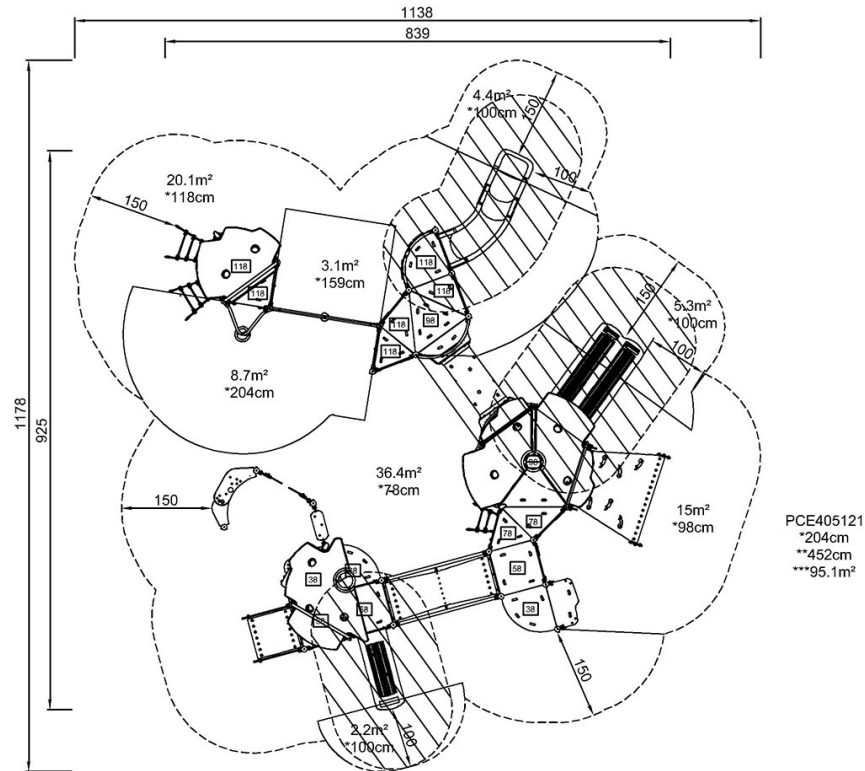 1138
839
4.4m²
*100cm
150
100
20.1m²
*118cm
150
118
118
3.1m²
*159cm
118
118
118
98
118
8.7m²
*204cm
5.3m²
*100cm
150
100
1178
925
36.4m²
*78cm
98
150
15m²
*98cm
78
78
58
38
38
58
PCE405121
*204cm
**452cm
***95.1m²
150
2.2m²
*100cm
100